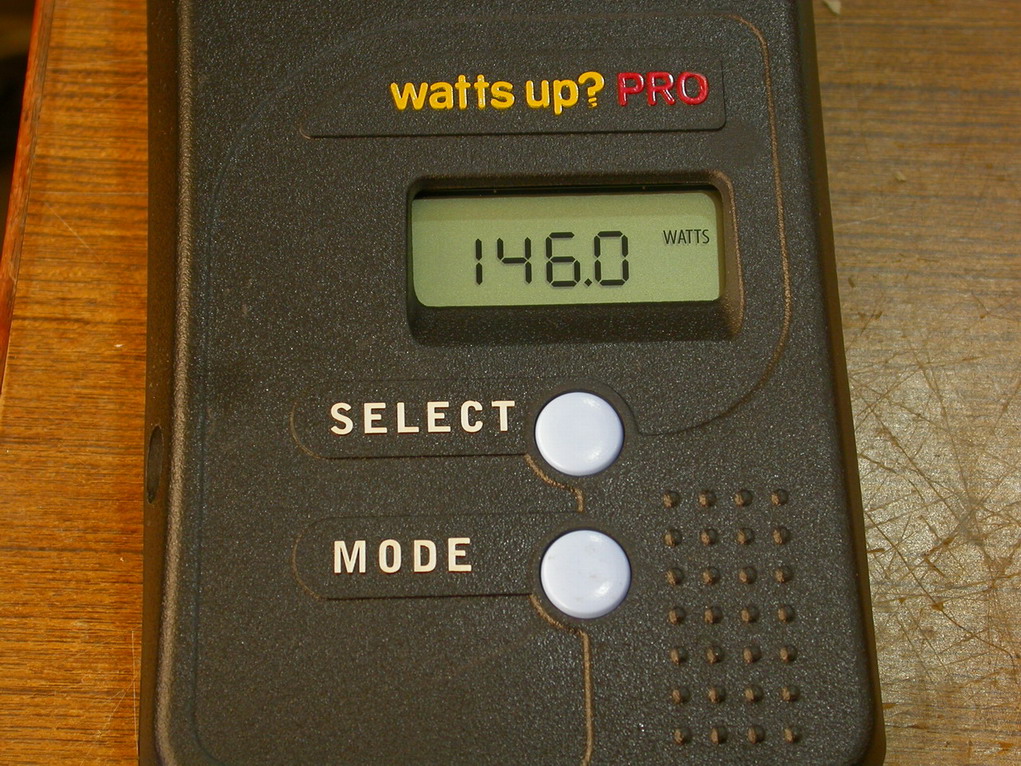 watts up? PRO
146.0 WATTS
SELECT
MODE